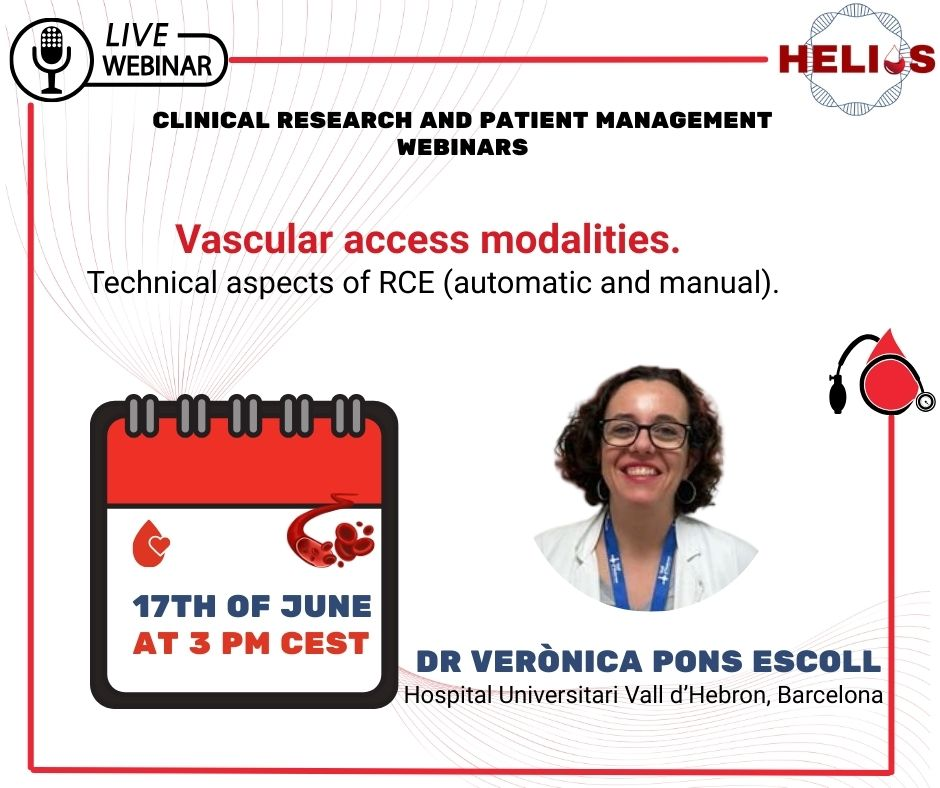 LIVE
WEBINAR
HELIOS
CLINICAL RESEARCH AND PATIENT MANAGEMENT
WEBINARS
Vascular access modalities.
Technical aspects of RCE (automatic and manual).
17TH OF JUNE
AT 3 PM CEST
DR VERÒNICA PONS ESCOLL
Hospital Universitari Vall d’Hebron, Barcelona